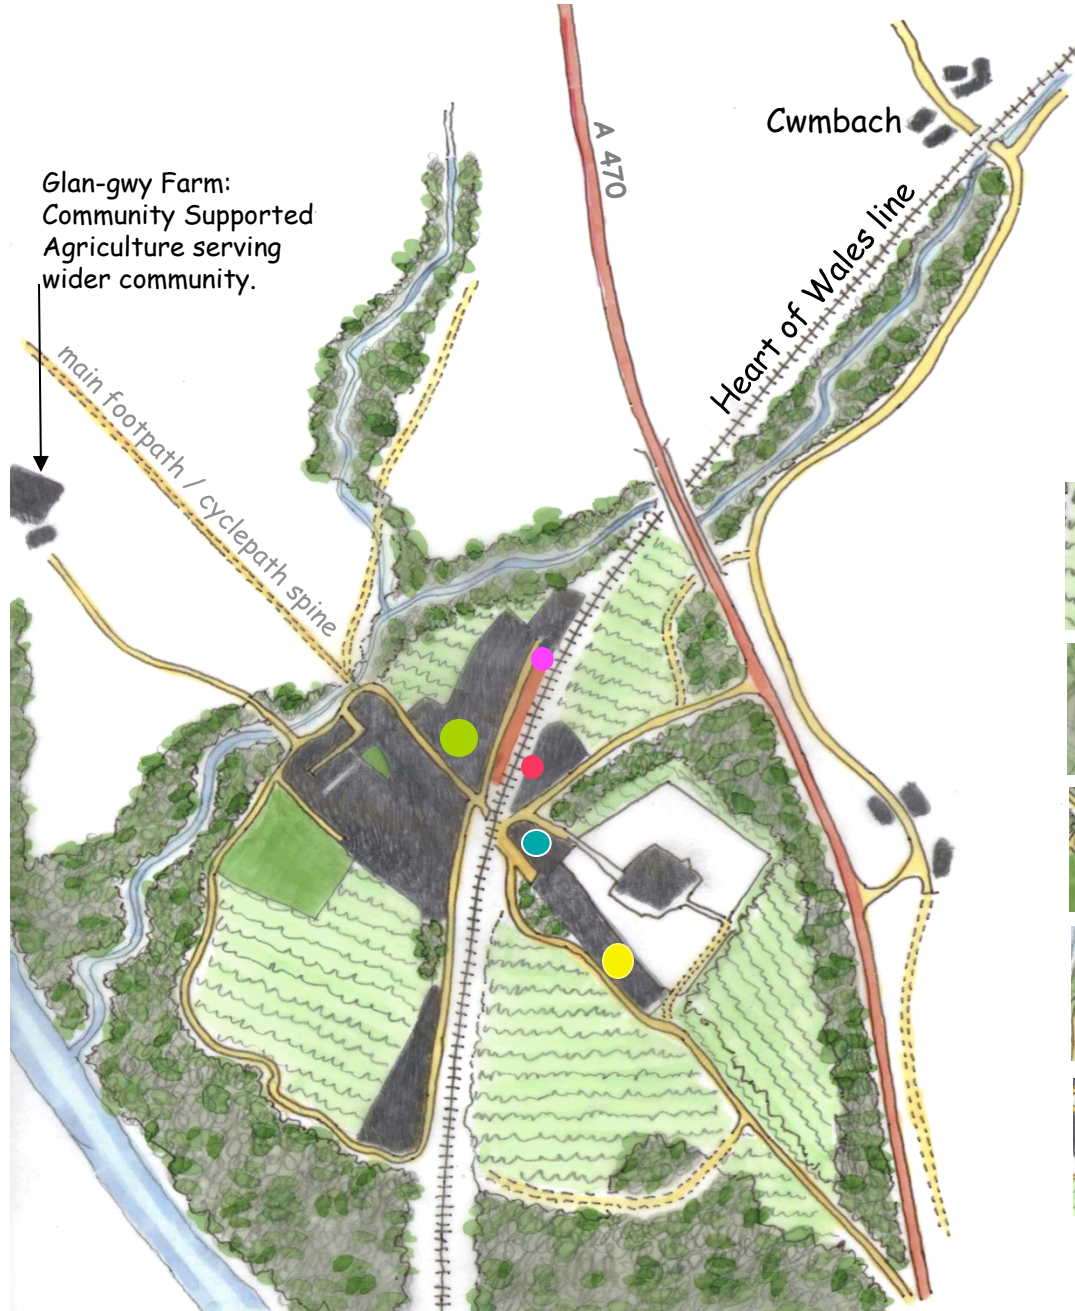 A 470
Cwmbach
Glan-gwy Farm:
Community Supported
Agriculture serving
wider community.
Heart of Wales line
main footpath / cyclepath spine